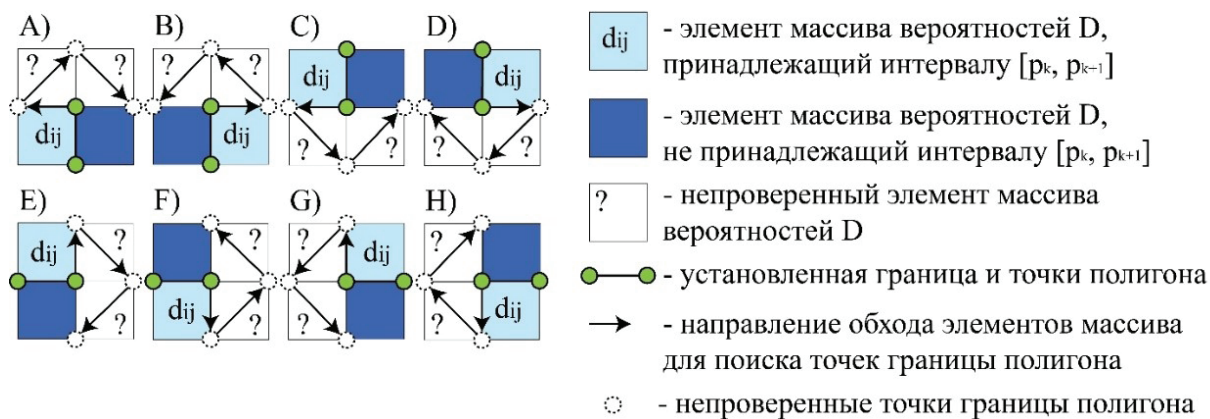 A) B) C) D)
? ? ? ? dij dij
dij dij ? ? ? ?
E) F) G) H)
dij ? ? ? dij ?
? dij ? ? ? dij
dij - элемент массива вероятностей D,
принадлежащий интервалу [pk, pk+1]
- элемент массива вероятностей D,
не принадлежащий интервалу [pk, pk+1]
? - непроверенный элемент массива
вероятностей D
- установленная граница и точки полигона
- направление обхода элементов массива
для поиска точек границы полигона
- непроверенные точки границы полигона